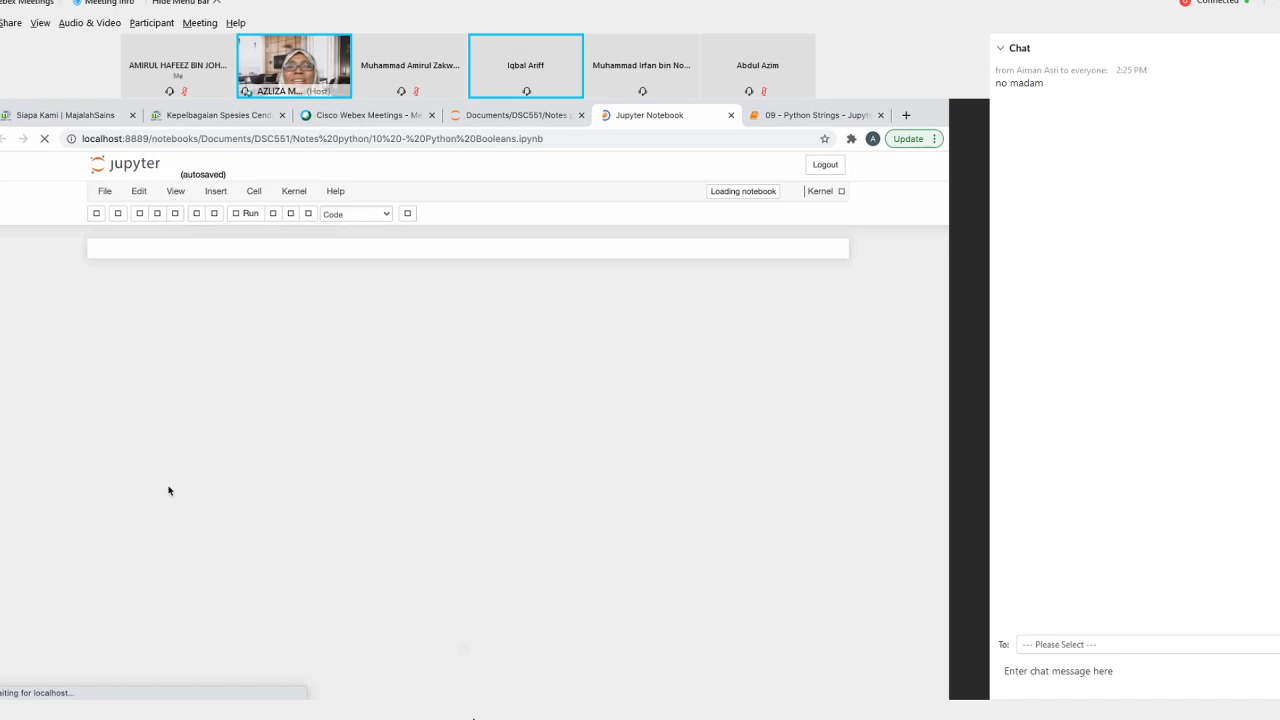 ebex Meetings Meeting Info Hide Menu Bar Connected
Share View Audio & Video Participant Meeting Help
AMIRUL HAFEEZ BIN JOH...
Me
AZLIZA M... (Host)
Muhammad Amirul Zakw...
Iqbal Ariff
Muhammad Irfan bin No...
Abdul Azim
Siapa Kami | MajalahSains Kepelbagaian Spesies Cend Cisco Webex Meetings - Me Documents/DSC551/Notes p Jupyter Notebook 09 - Python Strings - Jupyt
localhost:8889/notebooks/Documents/DSC551/Notes%20python/10%20-%20Python%20Booleans.ipynb A Update
jupyter (autosaved) Logout
File Edit View Insert Cell Kernel Help Loading notebook Kernel
Run Code
aiting for localhost...
Chat
from Aiman Asri to everyone: 2:25 PM
no madam
To: --- Please Select ---
Enter chat message here